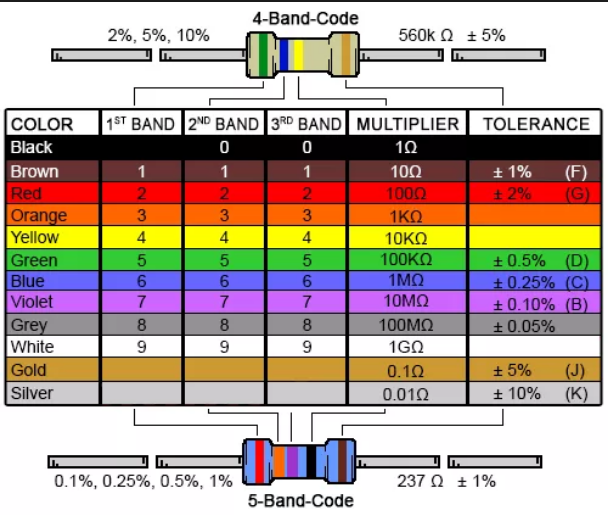 4-Band-Code
2%, 5%, 10% 560k Ω ± 5%
COLOR 1ST BAND 2ND BAND 3RD BAND MULTIPLIER TOLERANCE
Black 0 0 1Ω
Brown 1 1 1 10Ω ± 1% (F)
Red 2 2 2 100Ω ± 2% (G)
Orange 3 3 3 1KΩ
Yellow 4 4 4 10KΩ
Green 5 5 5 100KΩ ± 0.5% (D)
Blue 6 6 6 1MΩ ± 0.25% (C)
Violet 7 7 7 10MΩ ± 0.10% (B)
Grey 8 8 8 100MΩ ± 0.05%
White 9 9 9 1GΩ
Gold 0.1Ω ± 5% (J)
Silver 0.01Ω ± 10% (K)
0.1%, 0.25%, 0.5%, 1% 237 Ω ± 1%
5-Band-Code